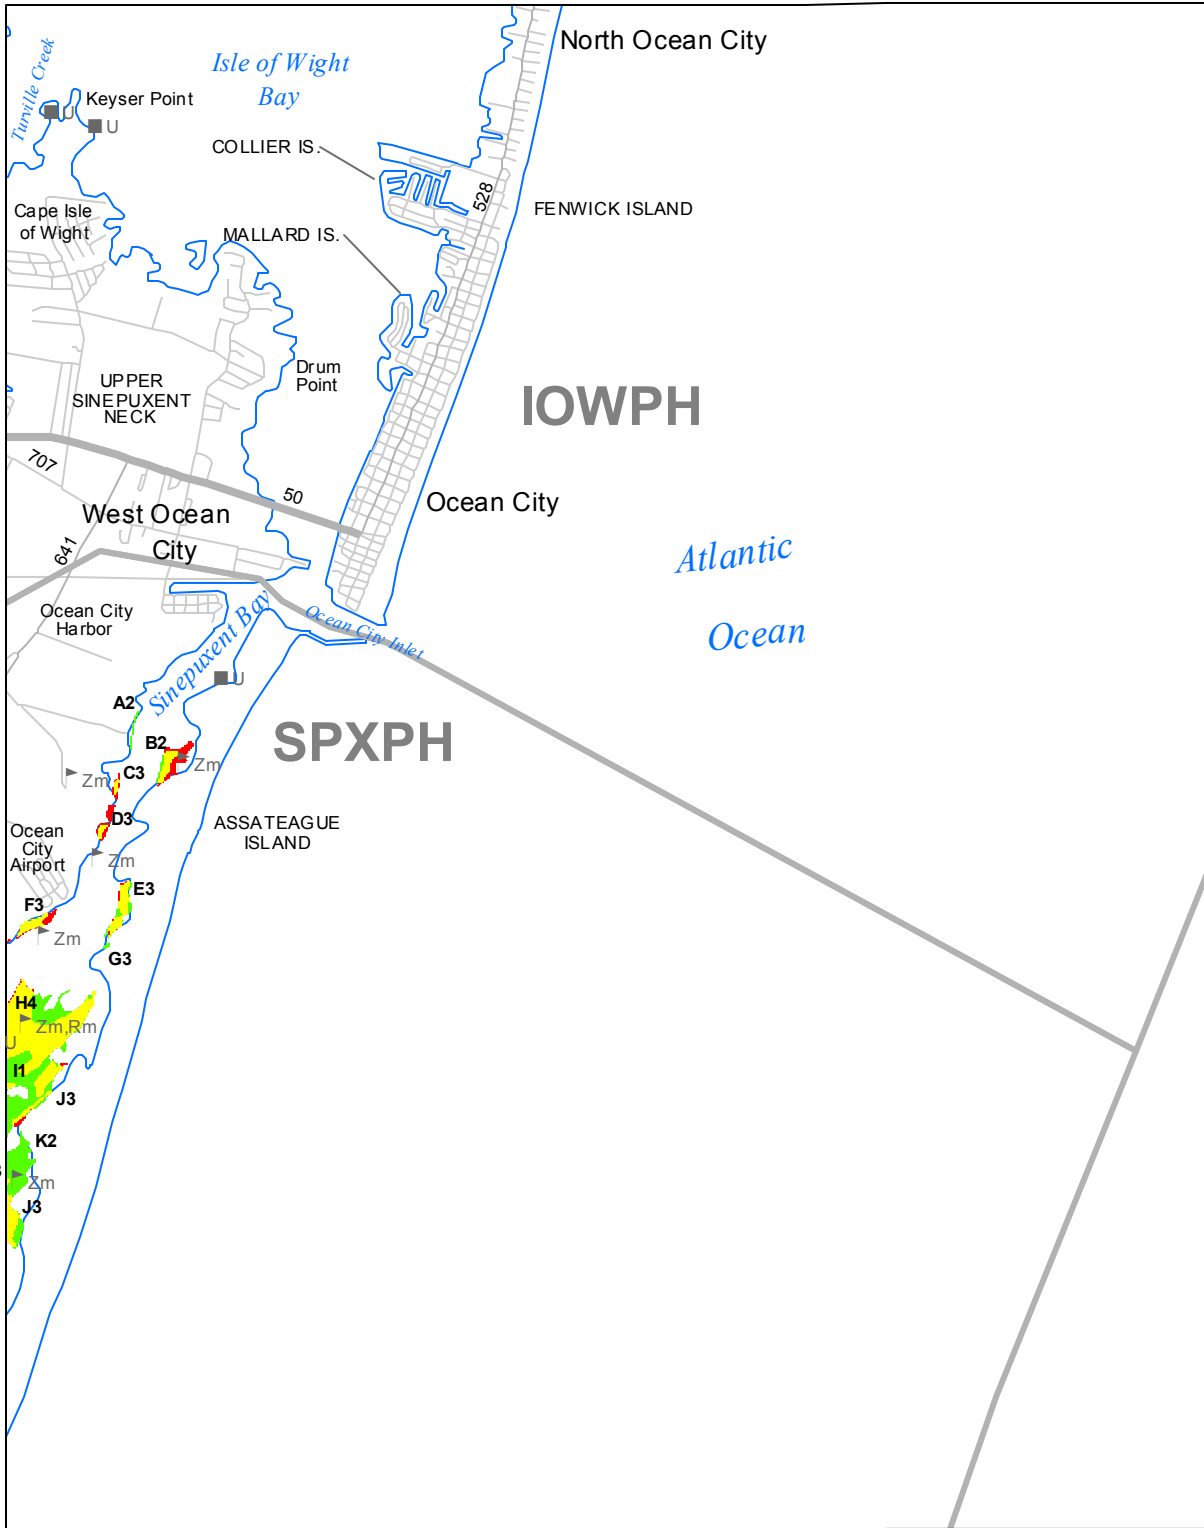 North Ocean City
Isle of Wight
Bay
Turville Creek
Keyser Point
U
U
COLLIER IS.
528
FENWICK ISLAND
Cape Isle
of Wight
MALLARD IS.
Drum
Point
UPPER
SINEPUXENT
NECK
IOWPH
707
50
Ocean City
West Ocean
City
641
Atlantic
Ocean
Ocean City
Harbor
Sinepuxent Bay
Ocean City Inlet
U
A2
SPXPH
B2
Zm
C3
Zm
D3
ASSATEAGUE
ISLAND
Ocean
City
Airport
Zm
E3
F3
Zm
G3
H4
Zm,Rm
U
I1
J3
K2
Zm
J3